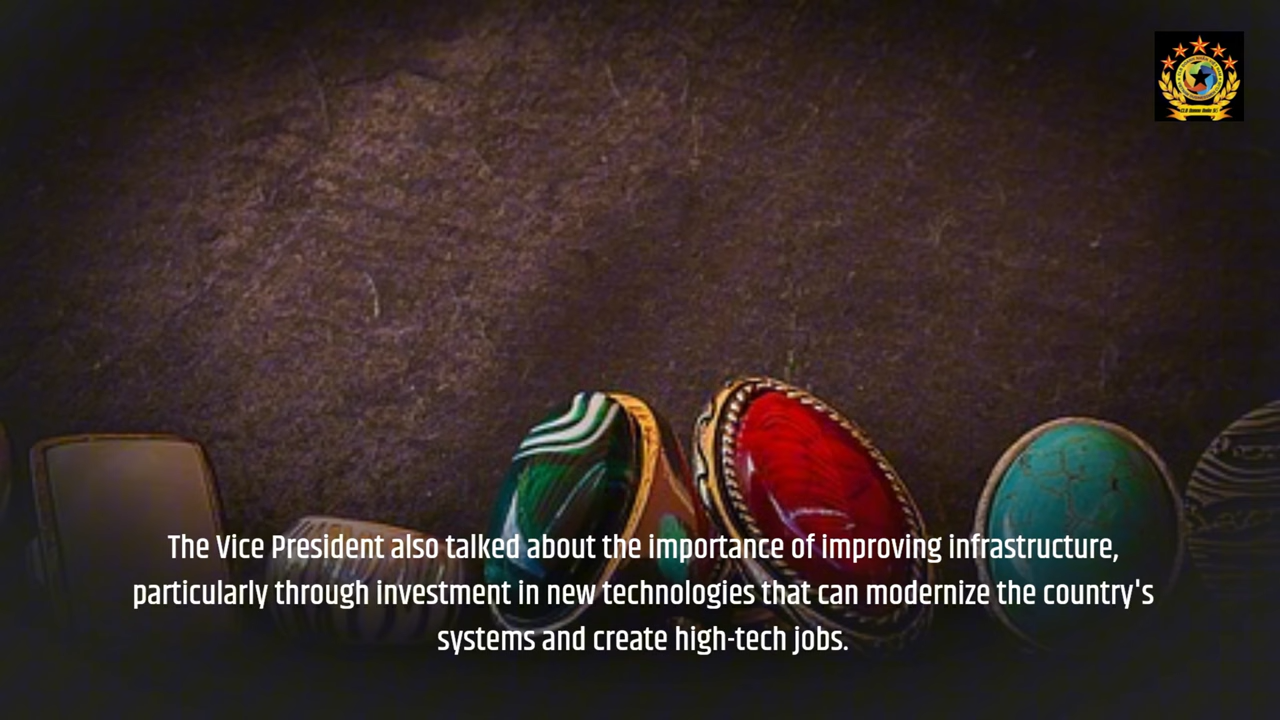 The Vice President also talked about the importance of improving infrastructure,
particularly through investment in new technologies that can modernize the country's
systems and create high-tech jobs.